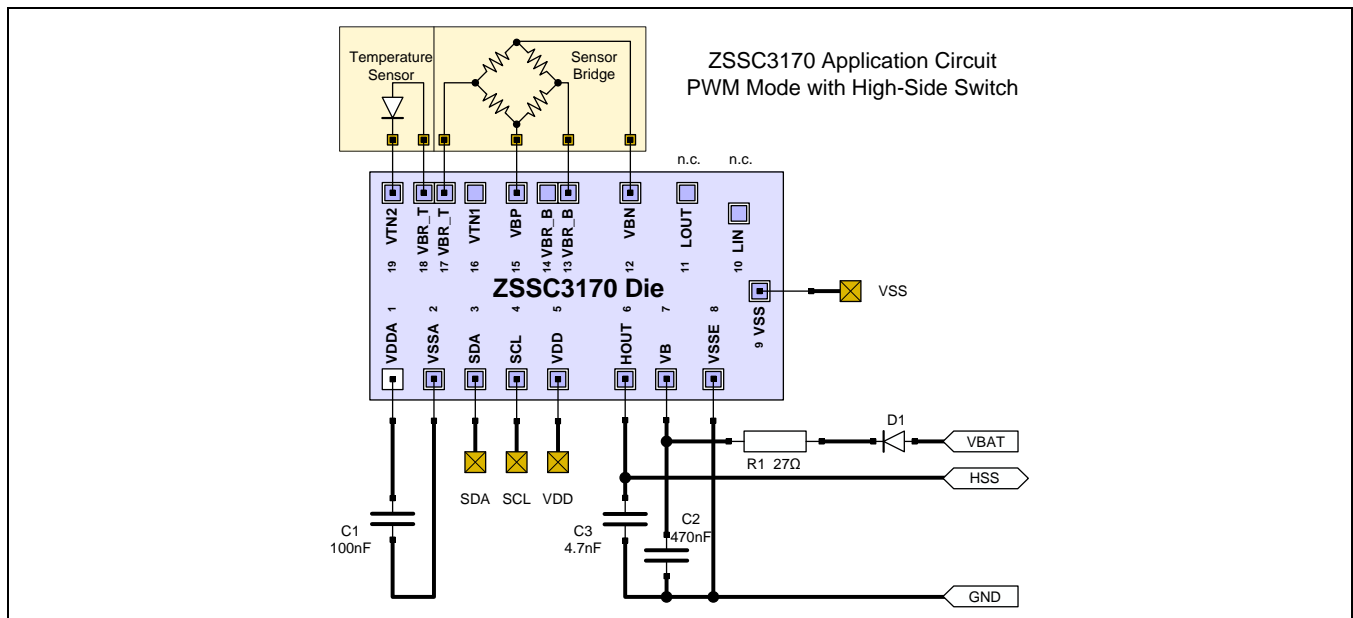 ZSSC3170 Application Circuit
PWM Mode with High-Side Switch
Temperature
Sensor
Sensor
Bridge
n.c.
n.c.
VTN2
VBR_T
VBR_T
VTN1
VBP
VBR_B
VBR_B
VBN
LOUT
LIN
19
18
17
16
15
14
13
12
11
10
ZSSC3170 Die
VSS
9
VSS
1
2
3
4
5
6
7
8
VDDA
VSSA
SDA
SCL
VDD
HOUT
VB
VSSE
D1
VBAT
R1 27Ω
HSS
SDA
SCL
VDD
C1
100nF
C3
4.7nF
C2
470nF
GND